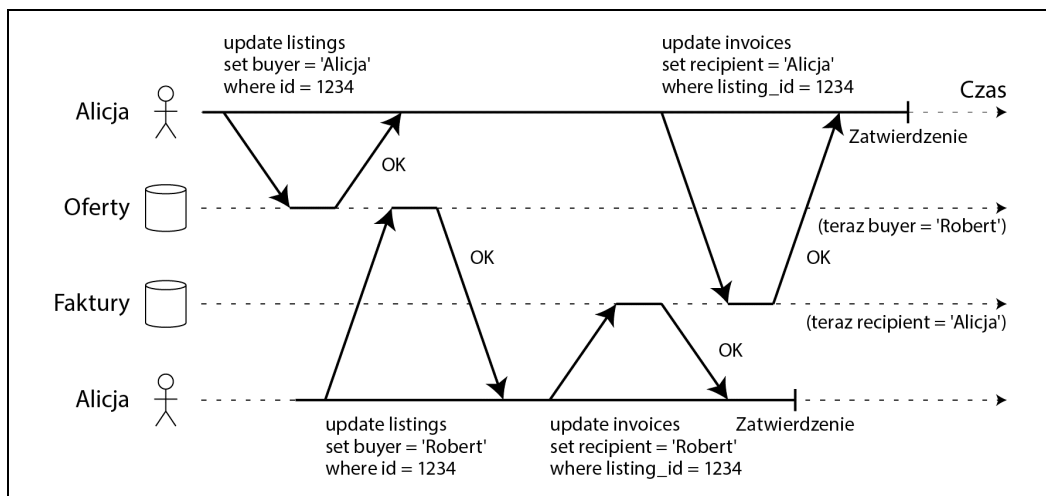 update listings
set buyer = 'Alicja'
where id = 1234
update invoices
set recipient = 'Alicja'
where listing_id = 1234
Czas
Alicja
Zatwierdzenie
OK
Oferty
(teraz buyer = 'Robert')
OK
OK
Faktury
(teraz recipient = 'Alicja')
OK
Alicja
Zatwierdzenie
update listings
set buyer = 'Robert'
where id = 1234
update invoices
set recipient = 'Robert'
where listing_id = 1234